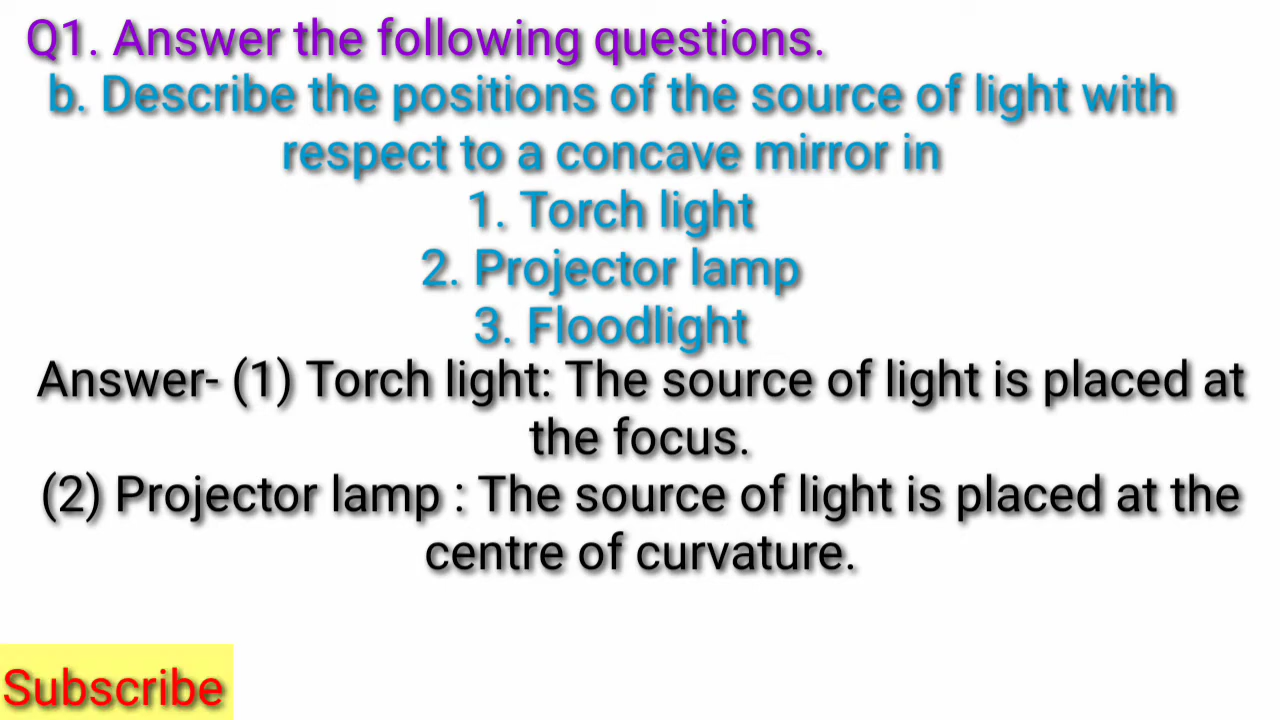 Q1. Answer the following questions.
b. Describe the positions of the source of light with
respect to a concave mirror in
1. Torch light
2. Projector lamp
3. Floodlight
Answer- (1) Torch light: The source of light is placed at
the focus.
(2) Projector lamp : The source of light is placed at the
centre of curvature.
Subscribe